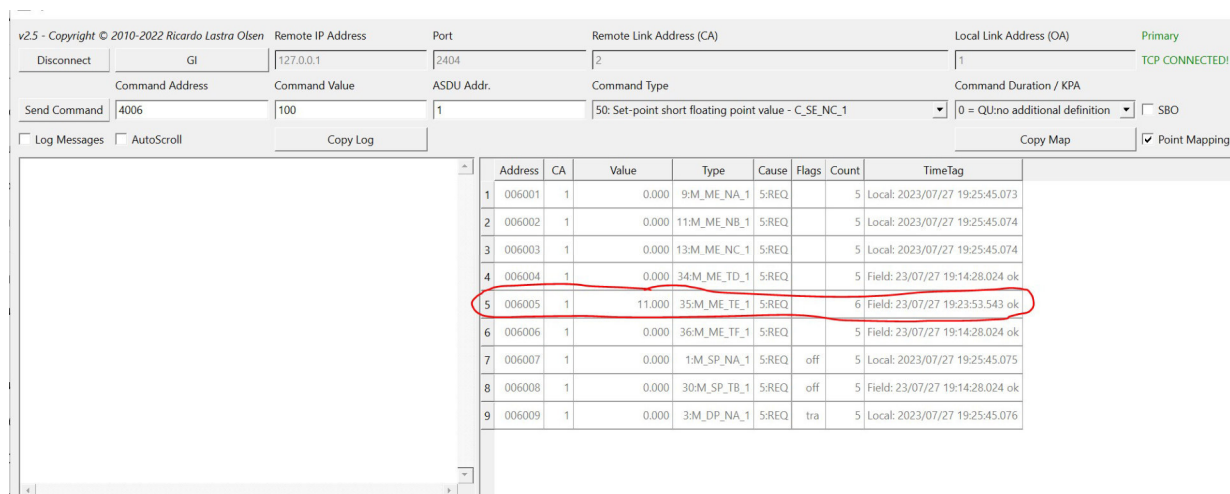 v2.5 - Copyright © 2010-2022 Ricardo Lastra Olsen Remote IP Address Port Remote Link Address (CA) Local Link Address (OA) Primary
Disconnect GI 127.0.0.1 2404 2 1 TCP CONNECTED!
Command Address Command Value ASDU Addr. Command Type Command Duration / KPA
Send Command 4006 100 1 50: Set-point short floating point value - C_SE_NC_1 0 = QU:no additional definition SBO
Log Messages AutoScroll Copy Log Copy Map Point Mapping
Address CA Value Type Cause Flags Count TimeTag
1 006001 1 0.000 9:M_ME_NA_1 5:REQ 5 Local: 2023/07/27 19:25:45.073
2 006002 1 0.000 11:M_ME_NB_1 5:REQ 5 Local: 2023/07/27 19:25:45.074
3 006003 1 0.000 13:M_ME_NC_1 5:REQ 5 Local: 2023/07/27 19:25:45.074
4 006004 1 0.000 34:M_ME_TD_1 5:REQ 5 Field: 23/07/27 19:14:28.024 ok
5 006005 1 11.000 35:M_ME_TE_1 5:REQ 6 Field: 23/07/27 19:23:53.543 ok
6 006006 1 0.000 36:M_ME_TF_1 5:REQ 5 Field: 23/07/27 19:14:28.024 ok
7 006007 1 0.000 1:M_SP_NA_1 5:REQ off 5 Local: 2023/07/27 19:25:45.075
8 006008 1 0.000 30:M_SP_TB_1 5:REQ off 5 Field: 23/07/27 19:14:28.024 ok
9 006009 1 0.000 3:M_DP_NA_1 5:REQ tra 5 Local: 2023/07/27 19:25:45.076